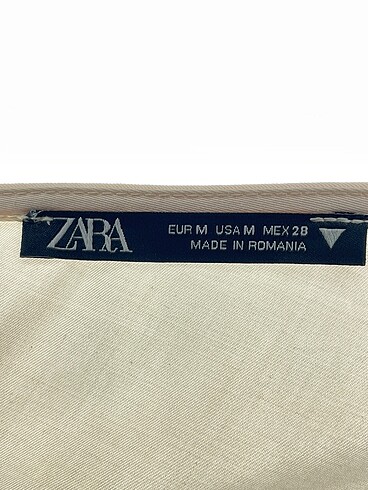 ZARA
EUR M USA M MEX 28
MADE IN ROMANIA